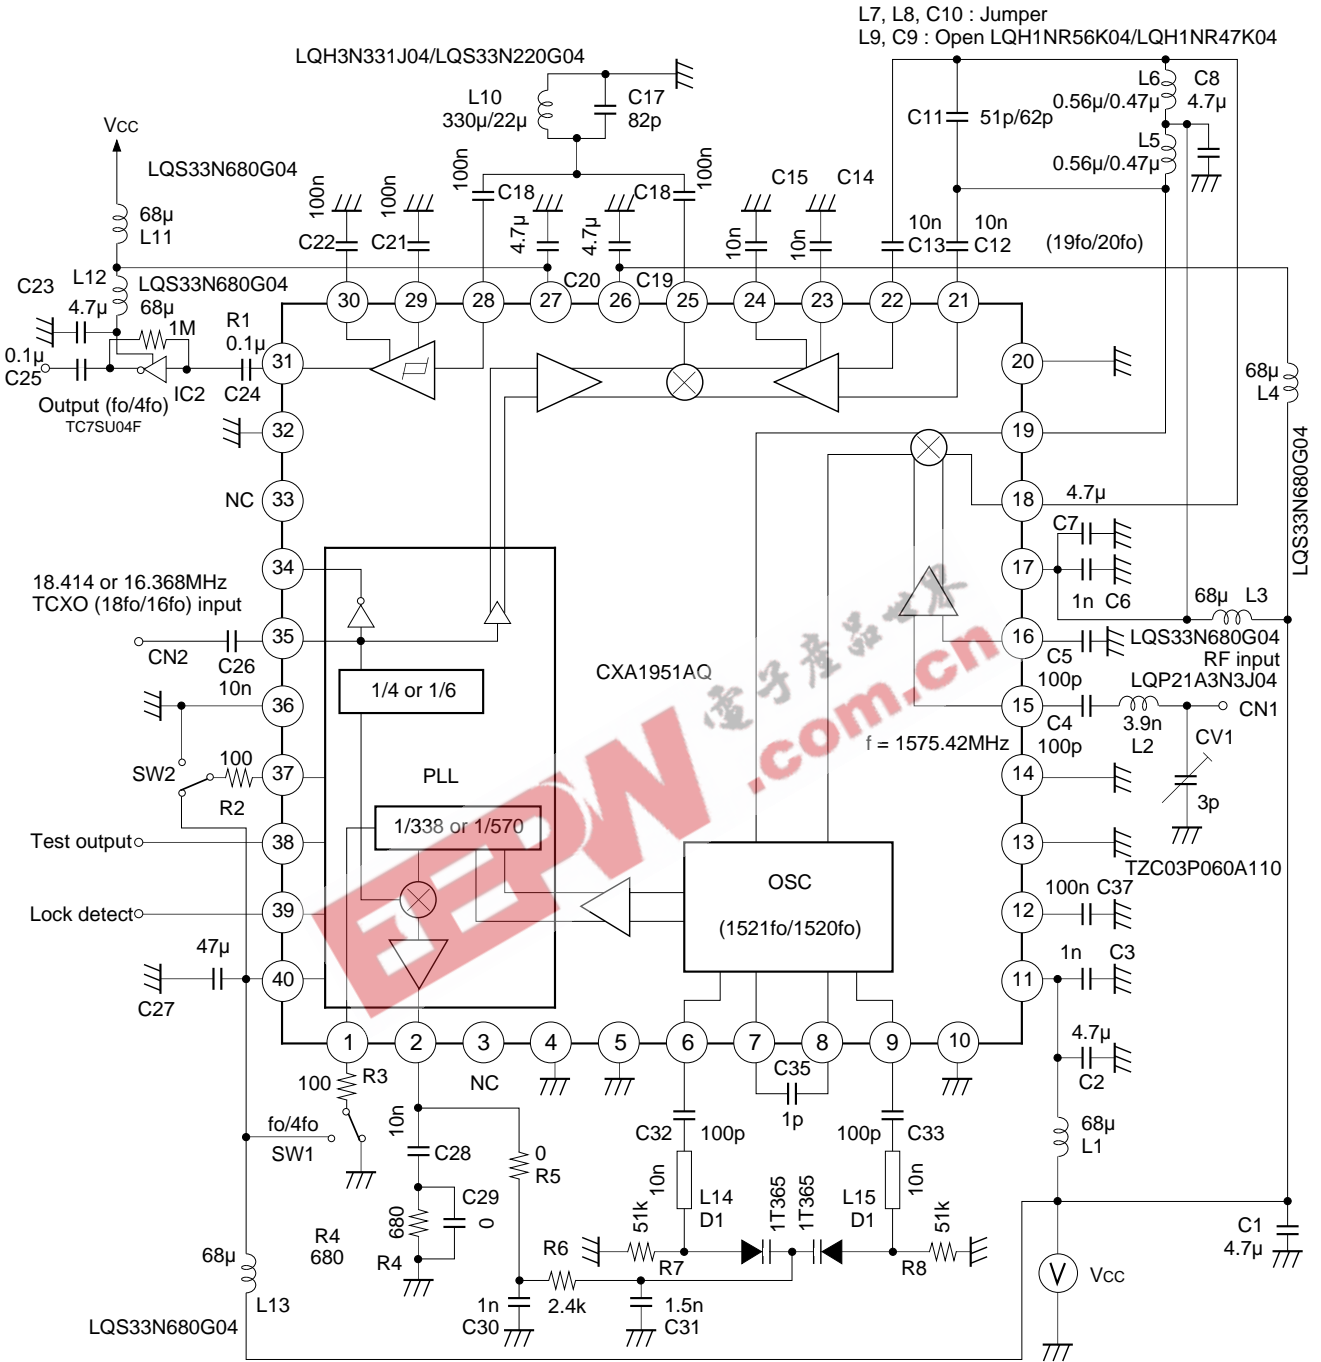 L7, L8, C10 : Jumper
L9, C9 : Open LQH1NR56K04/LQH1NR47K04
LQH3N331J04/LQS33N220G04
L10
330µ/22µ
C17
82p
C11
51p/62p
L6
0.56µ/0.47µ
C8
4.7µ
L5
0.56µ/0.47µ
Vcc
LQS33N680G04
68µ
L11
100n
C22
100n
C21
100n
C18
4.7µ
C20
4.7µ
C19
C18
100n
C15
10n
C14
10n
10n
C13
10n
C12
(19fo/20fo)
C23
4.7µ
L12
LQS33N680G04
68µ
1M
R1
0.1µ
0.1µ
C25
IC2
C24
Output (fo/4fo)
TC7SU04F
30
29
28
27
26
25
24
23
22
21
31
32
NC
33
34
35
36
37
38
39
40
20
19
18
17
16
15
14
13
12
11
1
2
3
4
5
6
7
8
9
10
68µ
L4
LQS33N680G04
4.7µ
C7
1n
C6
68µ
L3
LQS33N680G04
RF input
C5
100p
LQP21A3N3J04
C4
100p
3.9n
L2
CN1
CV1
3p
TZC03P060A110
100n
C37
1n
C3
4.7µ
C2
68µ
L1
18.414 or 16.368MHz
TCXO (18fo/16fo) input
CN2
C26
10n
SW2
100
R2
Test output
Lock detect
47µ
C27
1/4 or 1/6
PLL
1/338 or 1/570
CXA1951AQ
f = 1575.42MHz
OSC
(1521fo/1520fo)
電子產品世界
EEPW
.com.cn
100
R3
NC
fo/4fo
SW1
10n
C28
0
R5
C29
0
680
R4
R4
680
68µ
L13
LQS33N680G04
1n
C30
2.4k
R6
1.5n
C31
51k
R7
C32
100p
10n
L14
D1
1T365
1T365
C35
1p
100p
C33
10n
L15
D1
51k
R8
V
Vcc
C1
4.7µ